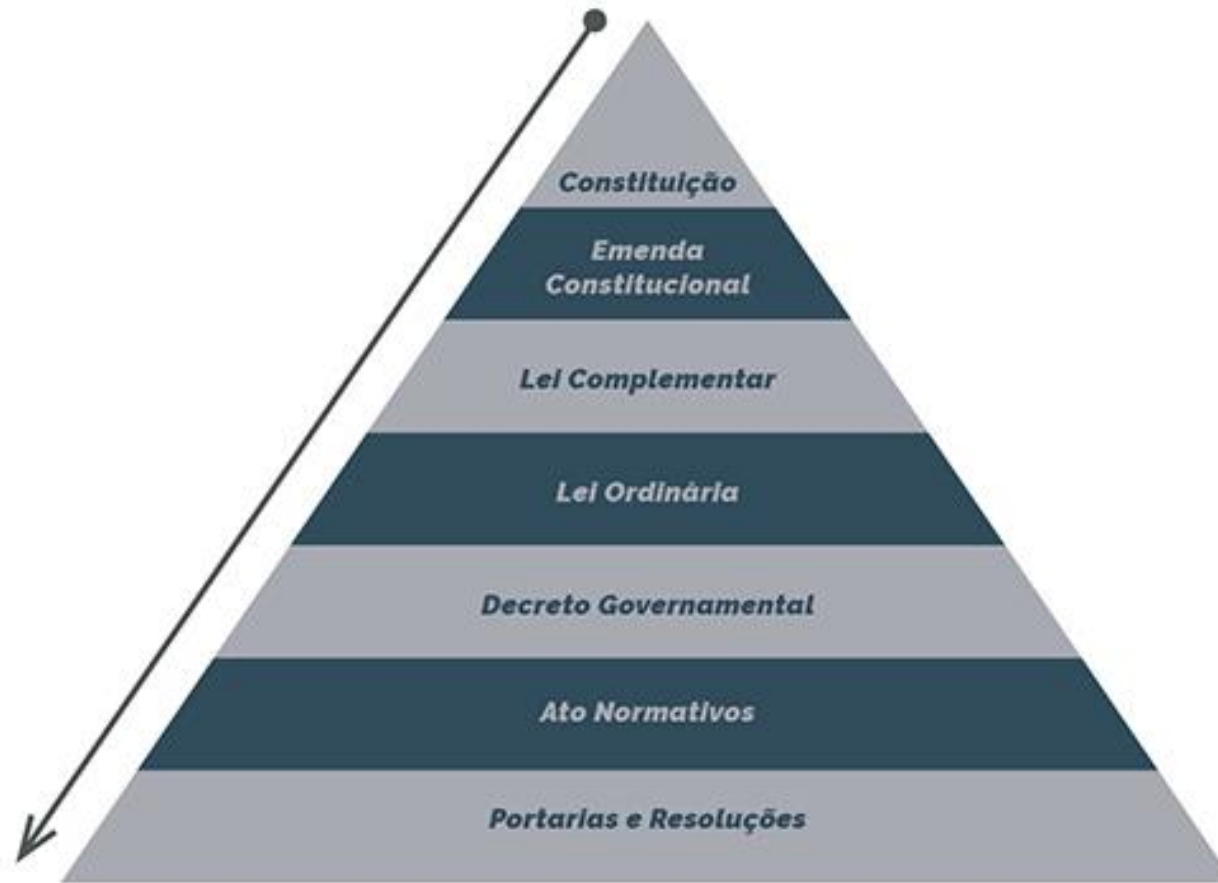 Constituição
Emenda
Constitucional
Lei Complementar
Lei Ordinária
Decreto Governamental
Ato Normativos
Portarias e Resoluções